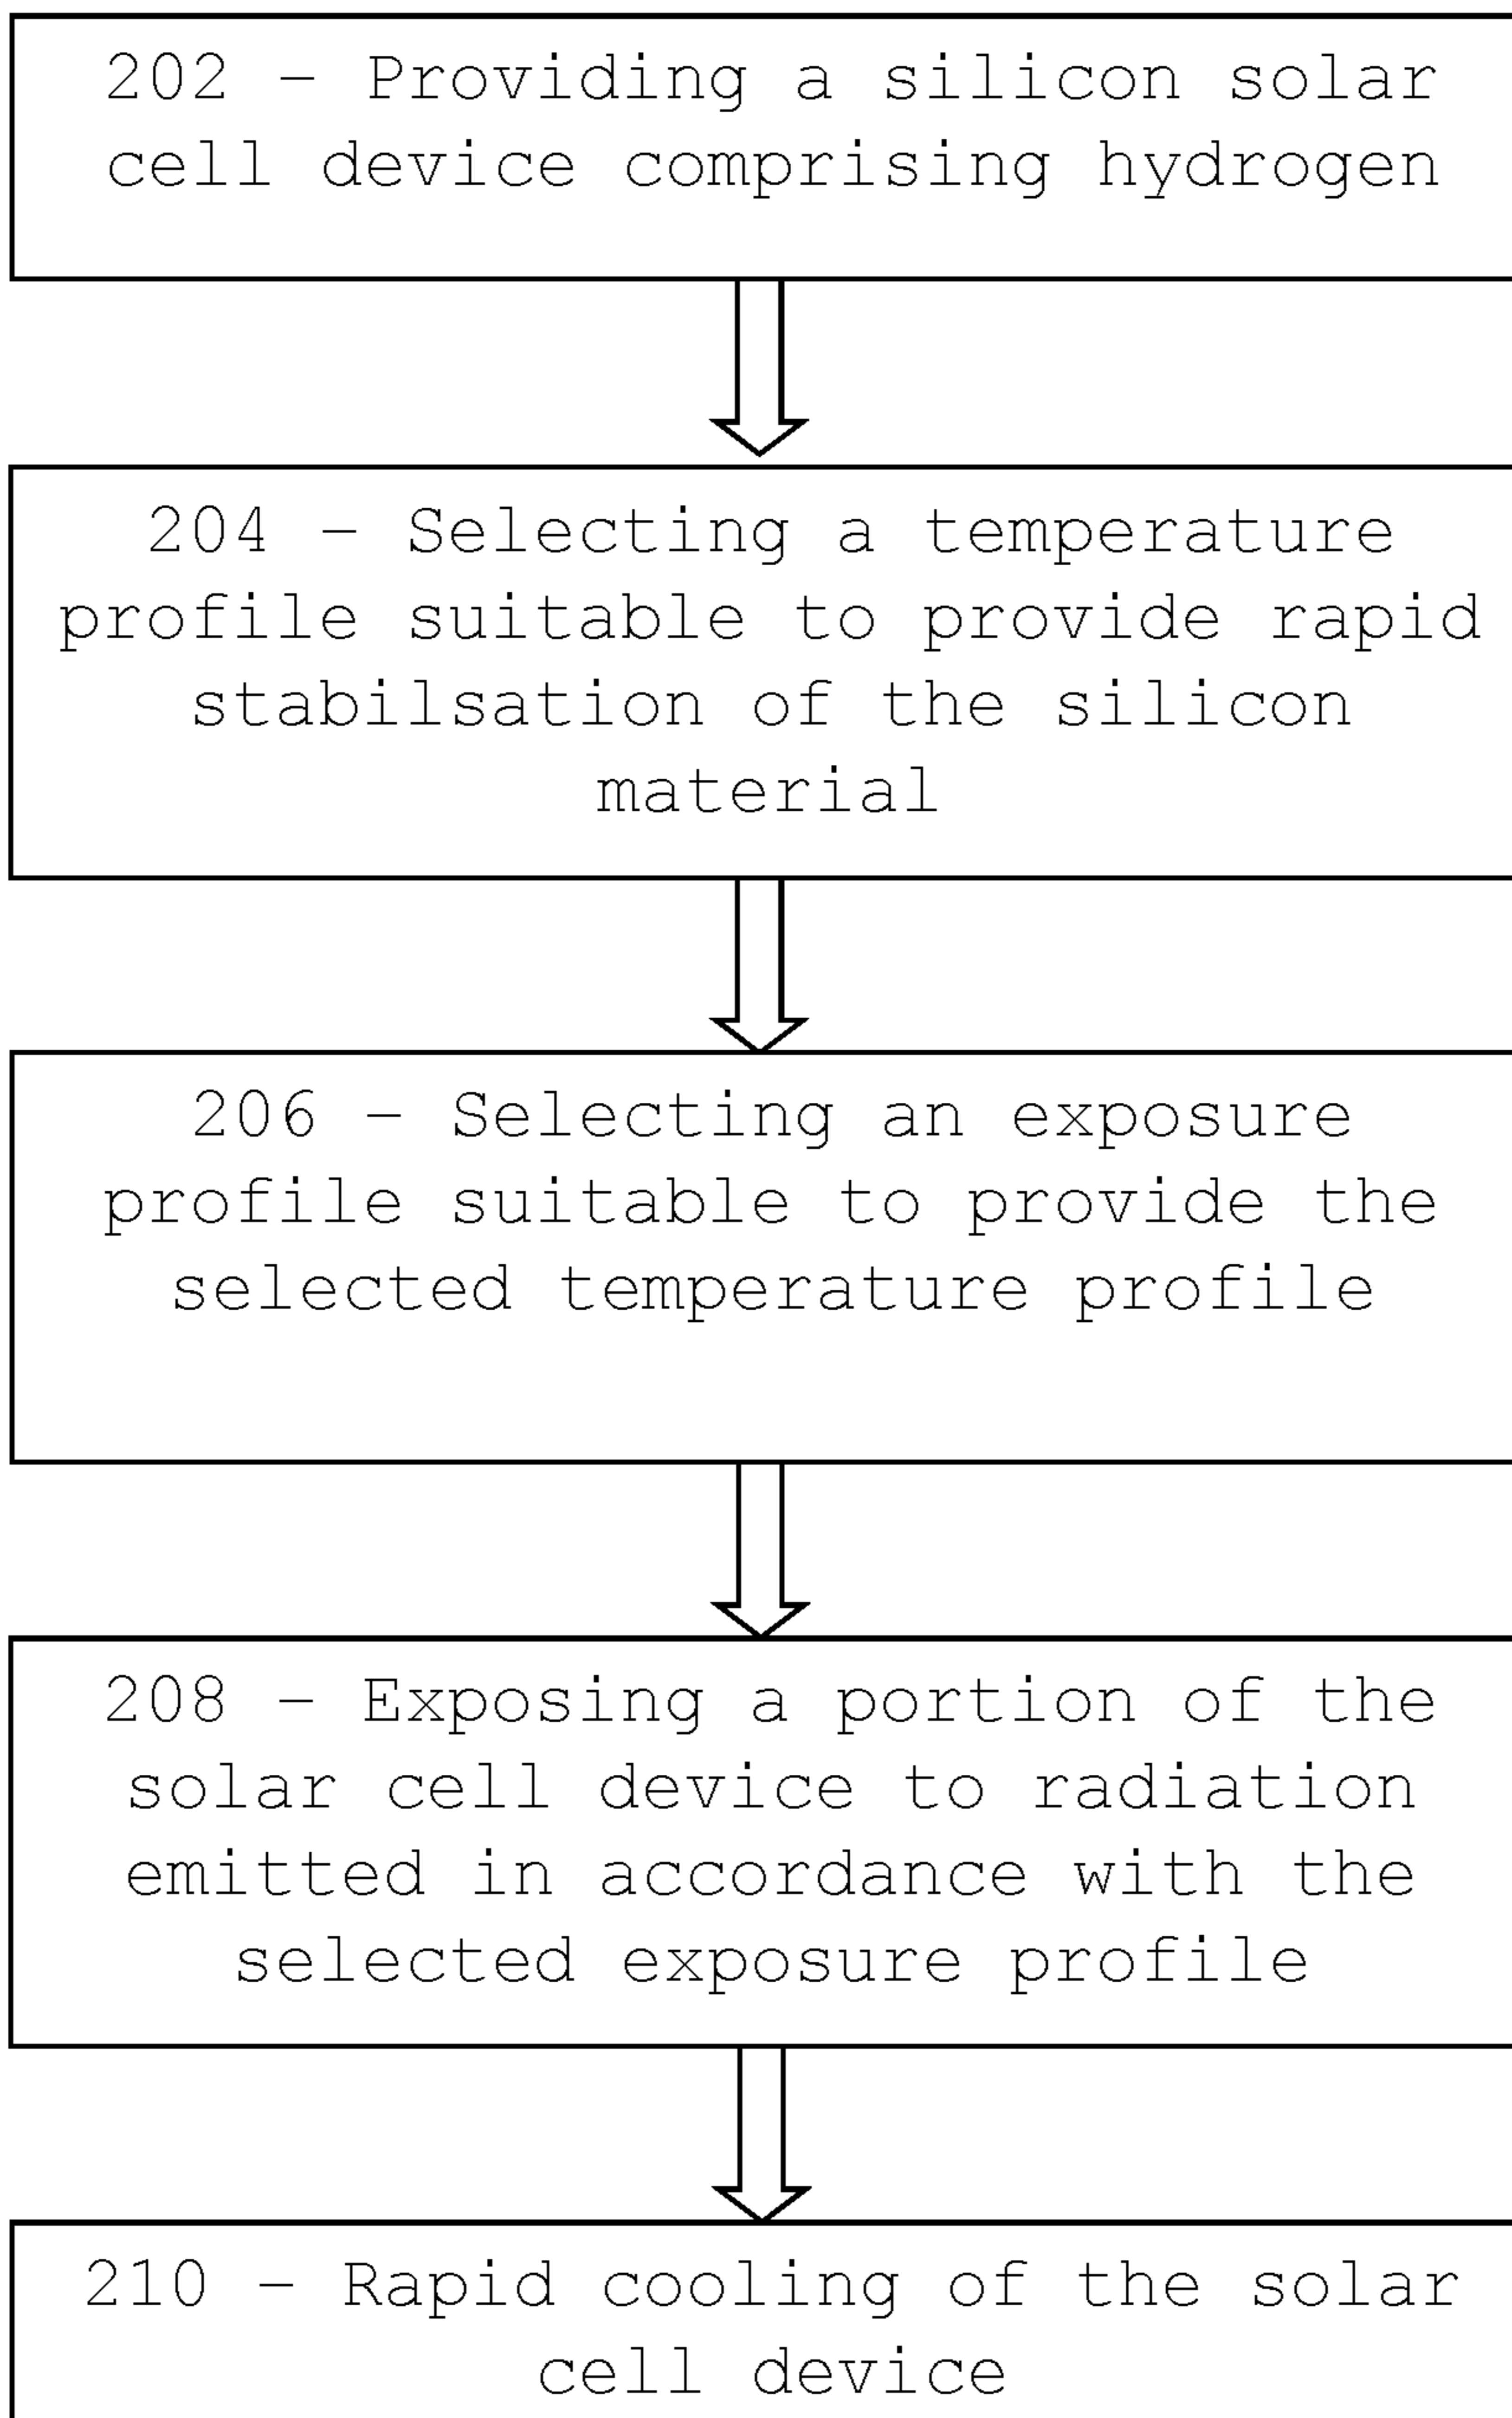 202 – Providing a silicon solar
cell device comprising hydrogen
204 – Selecting a temperature
profile suitable to provide rapid
stabilsation of the silicon
material
206 – Selecting an exposure
profile suitable to provide the
selected temperature profile
208 – Exposing a portion of the
solar cell device to radiation
emitted in accordance with the
selected exposure profile
210 – Rapid cooling of the solar
cell device